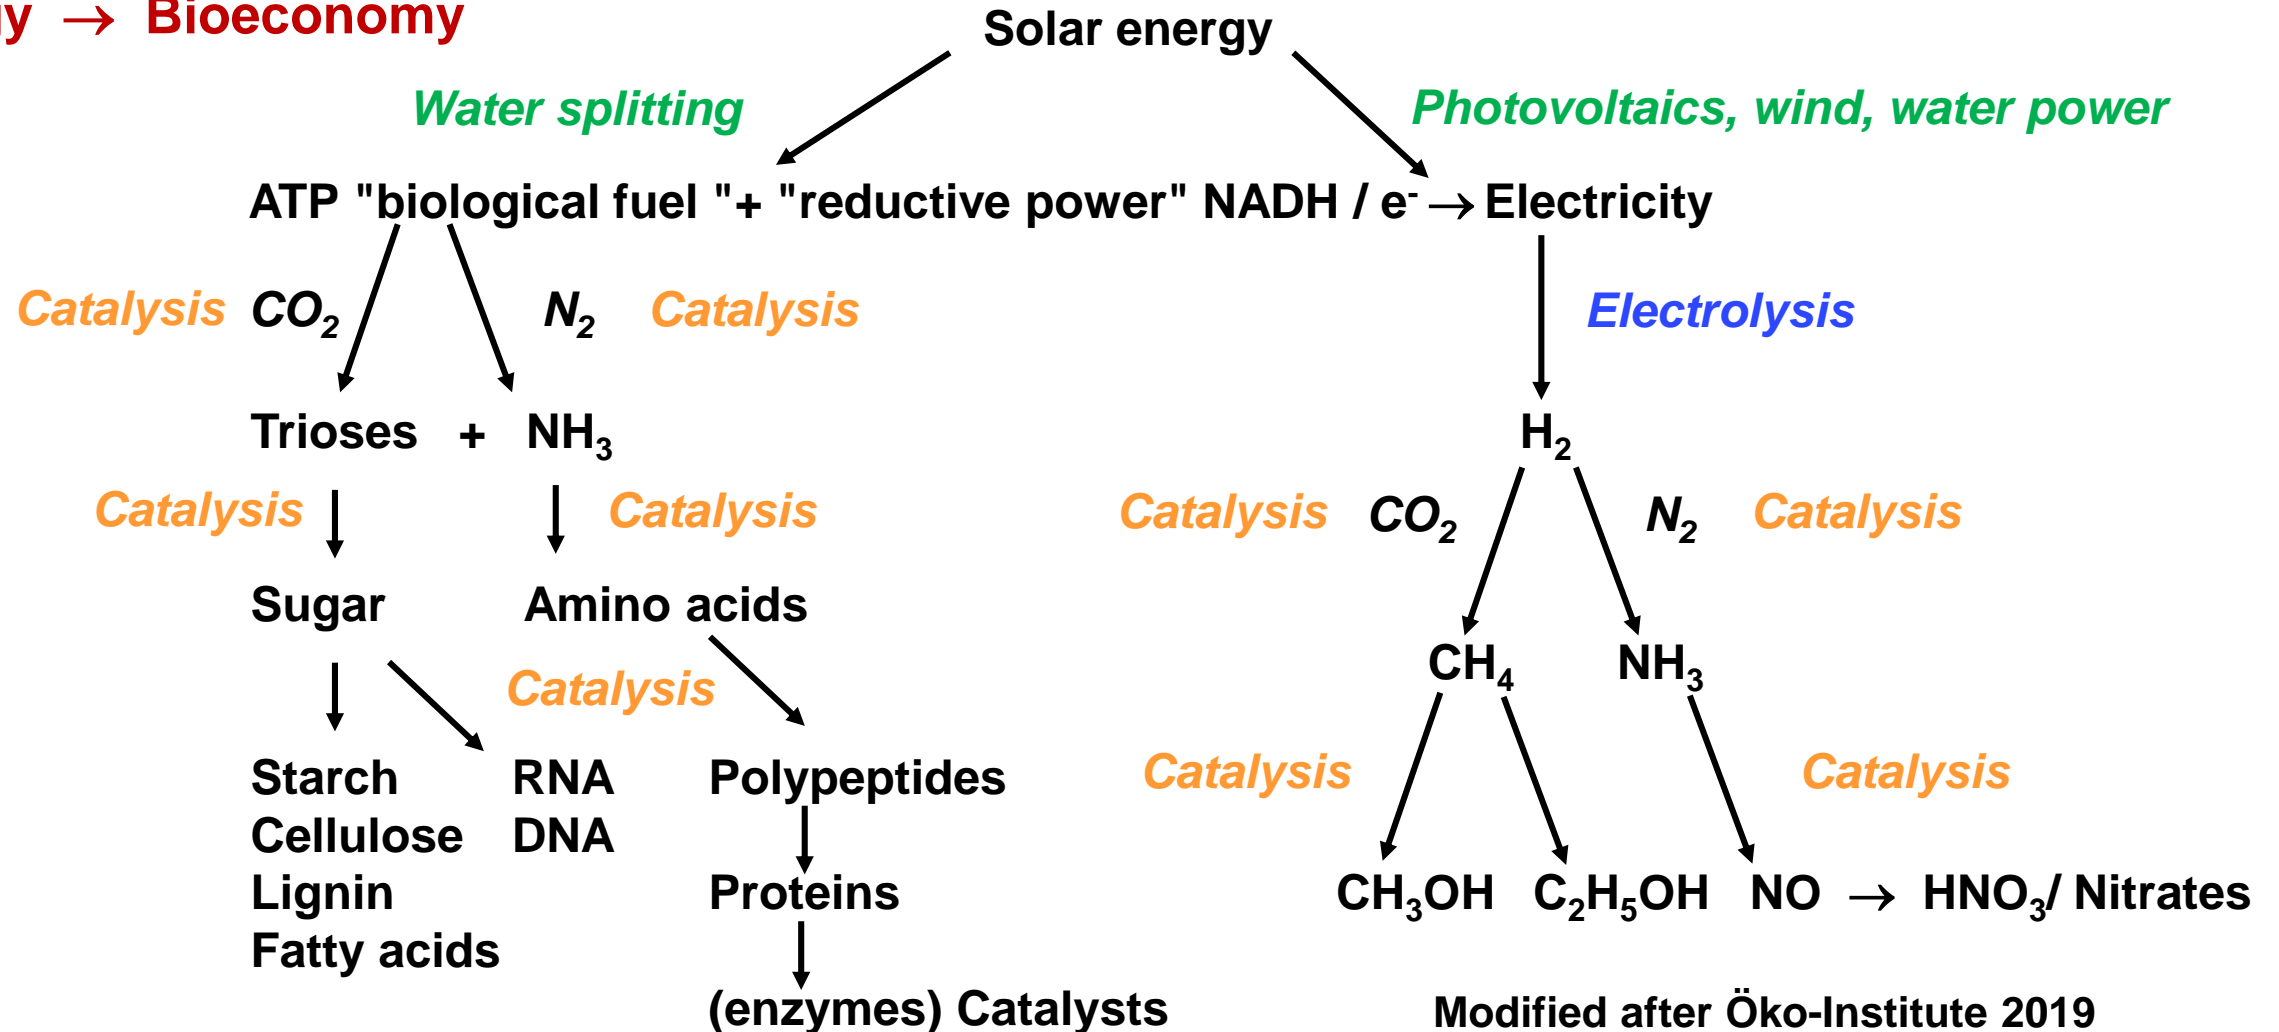 gy → Bioeconomy
Solar energy
Water splitting
Photovoltaics, wind, water power
ATP "biological fuel "+ "reductive power" NADH / e⁻ → Electricity
Catalysis CO₂ N₂ Catalysis
Electrolysis
Trioses + NH₃
H₂
Catalysis Catalysis
Catalysis CO₂ N₂ Catalysis
Sugar Amino acids
CH₄ NH₃
Catalysis
Starch RNA Polypeptides
Catalysis Catalysis
Cellulose DNA
Lignin Proteins
CH₃OH C₂H₅OH NO → HNO₃/ Nitrates
Fatty acids
(enzymes) Catalysts
Modified after Öko-Institute 2019